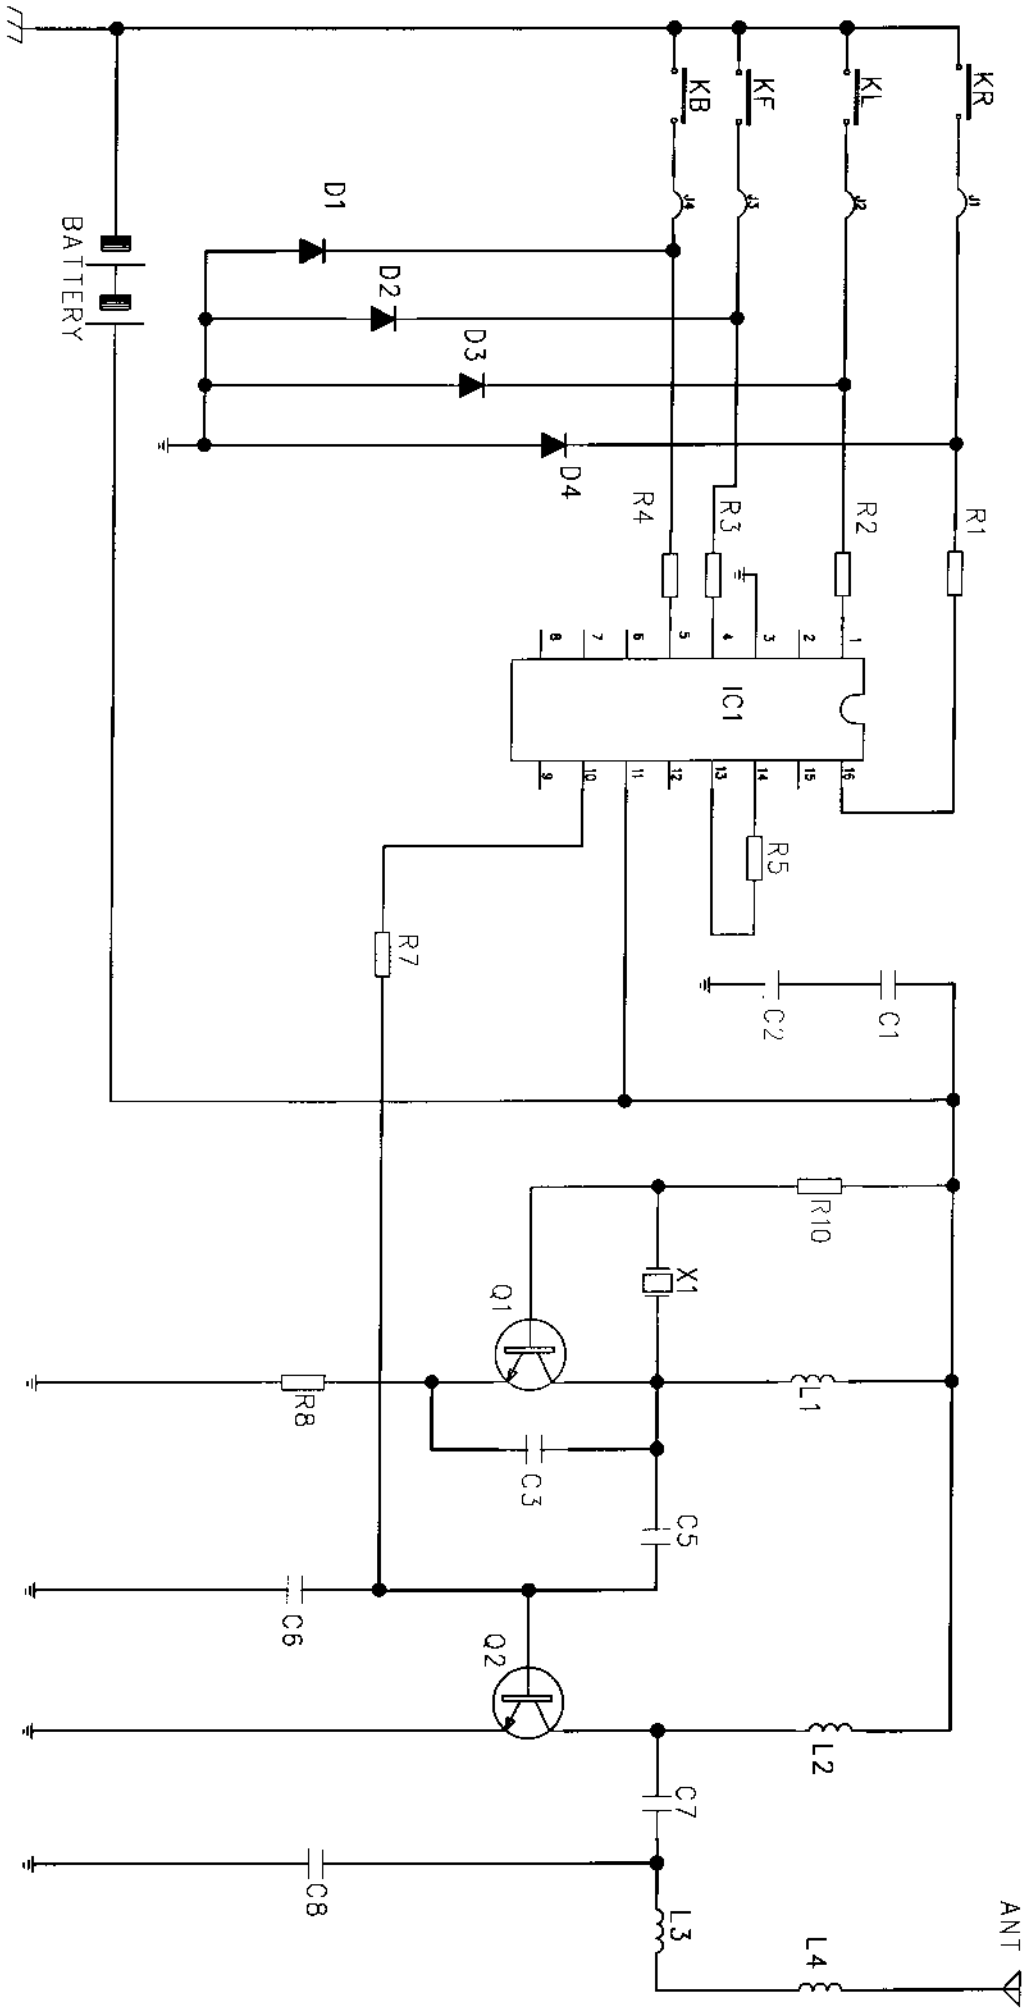 KR
KL
KF
KB
J1
J2
J3
J4
D1
D2
D3
D4
BATTERY
R1
R2
R3
R4
1
2
3
4
5
6
7
8
IC1
16
15
14
13
12
11
10
9
R5
R7
C1
C2
R10
X1
Q1
L1
R8
C3
C5
C6
Q2
L2
C7
C8
L3
L4
ANT